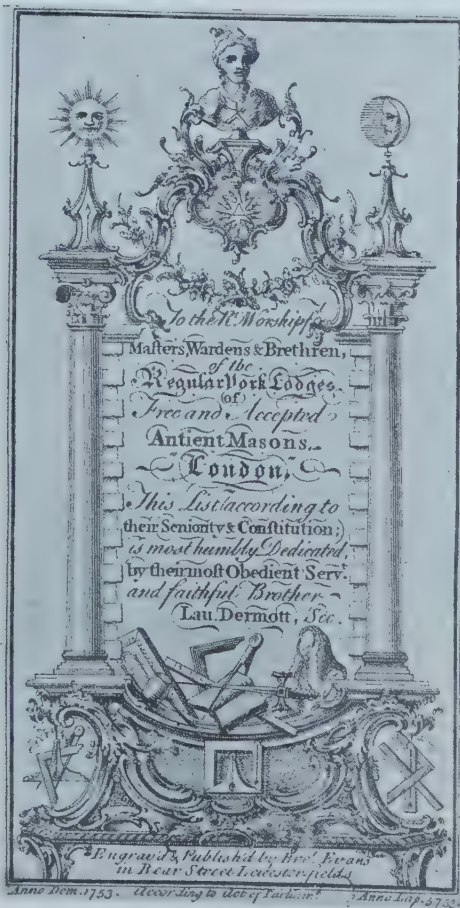 To the Rt. Worshipful
Masters, Wardens & Brethren,
of the
Regular York Lodges
(of)
Free and Accepted
Antient Masons.
London,
This List (according to
their Seniority & Constitution;)
is most humbly Dedicated,
by their most Obedient Servt.
and faithful Brother
Lau. Dermott, Sec.
Engrav'd & Publish'd by Bror. Evans
in Bear Street Leicester-fields
Anno Dom. 1753. According to Act of Parliamt. Anno Lap.